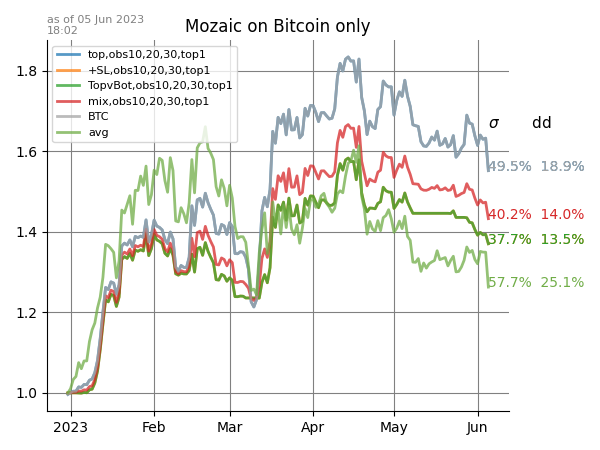 as of 05 Jun 2023
18:02
Mozaic on Bitcoin only
top,obs10,20,30,top1
+SL,obs10,20,30,top1
TopvBot,obs10,20,30,top1
mix,obs10,20,30,top1
BTC
avg
1.8
1.6
1.4
1.2
1.0
σ dd
49.5% 18.9%
40.2% 14.0%
37.7% 13.5%
57.7% 25.1%
2023 Feb Mar Apr May Jun